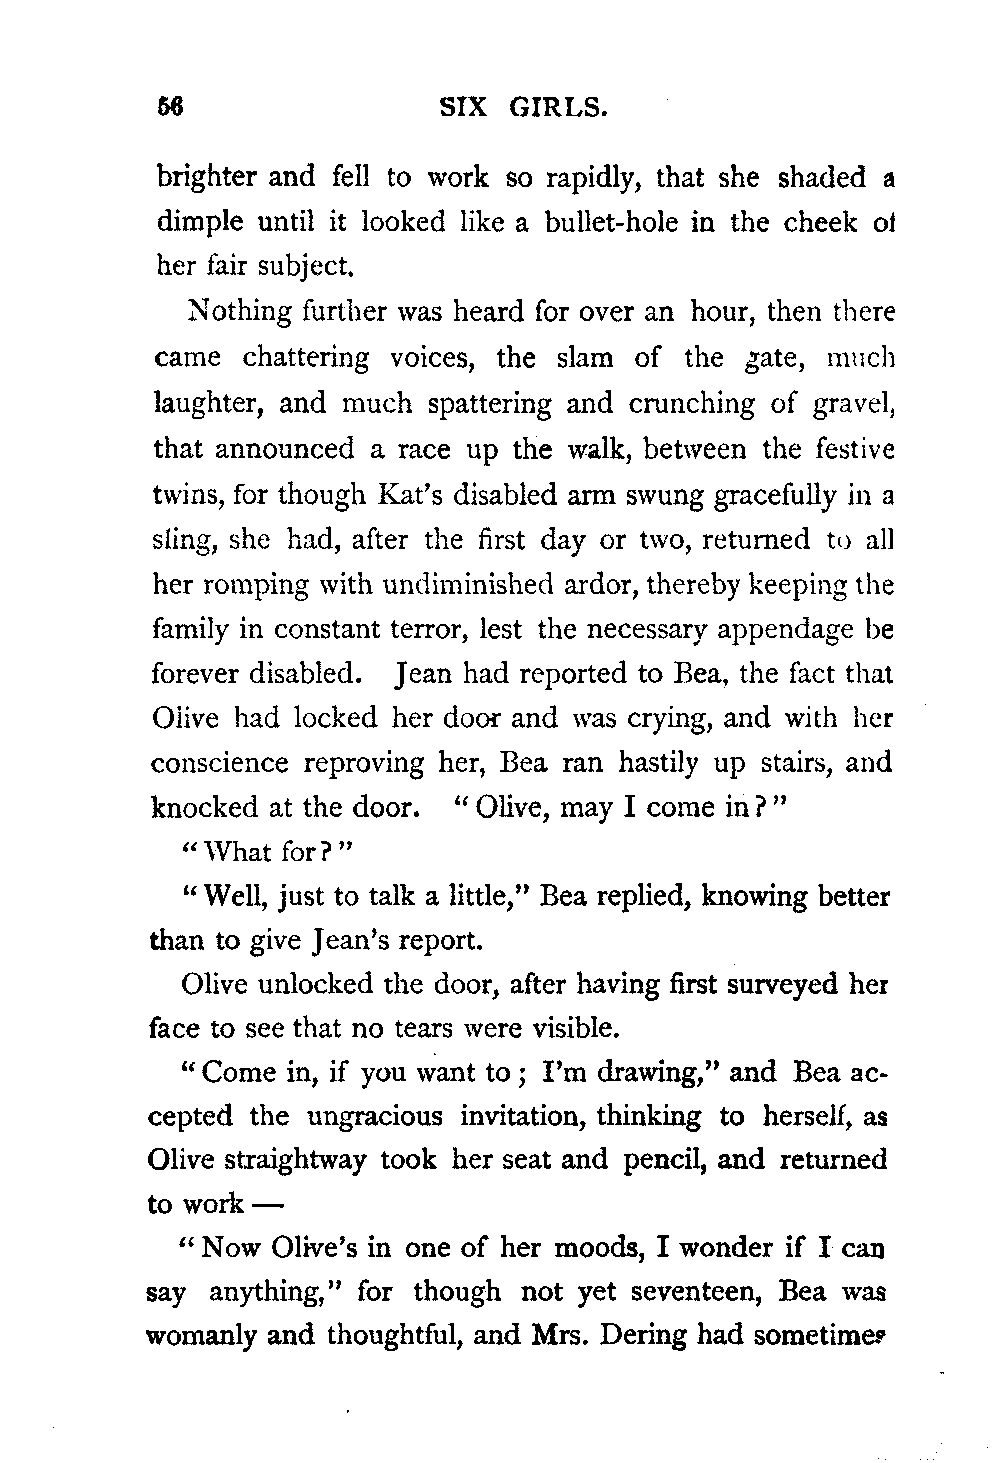 56 SIX GIRLS.
brighter and fell to work so rapidly, that she shaded a
dimple until it looked like a bullet-hole in the cheek of
her fair subject.
Nothing further was heard for over an hour, then there
came chattering voices, the slam of the gate, much
laughter, and much spattering and crunching of gravel,
that announced a race up the walk, between the festive
twins, for though Kat's disabled arm swung gracefully in a
sling, she had, after the first day or two, returned to all
her romping with undiminished ardor, thereby keeping the
family in constant terror, lest the necessary appendage be
forever disabled. Jean had reported to Bea, the fact that
Olive had locked her door and was crying, and with her
conscience reproving her, Bea ran hastily up stairs, and
knocked at the door. "Olive, may I come in?"
"What for?"
"Well, just to talk a little," Bea replied, knowing better
than to give Jean's report.
Olive unlocked the door, after having first surveyed her
face to see that no tears were visible.
"Come in, if you want to; I'm drawing," and Bea ac-
cepted the ungracious invitation, thinking to herself, as
Olive straightway took her seat and pencil, and returned
to work —
"Now Olive's in one of her moods, I wonder if I can
say anything," for though not yet seventeen, Bea was
womanly and thoughtful, and Mrs. Dering had sometimes